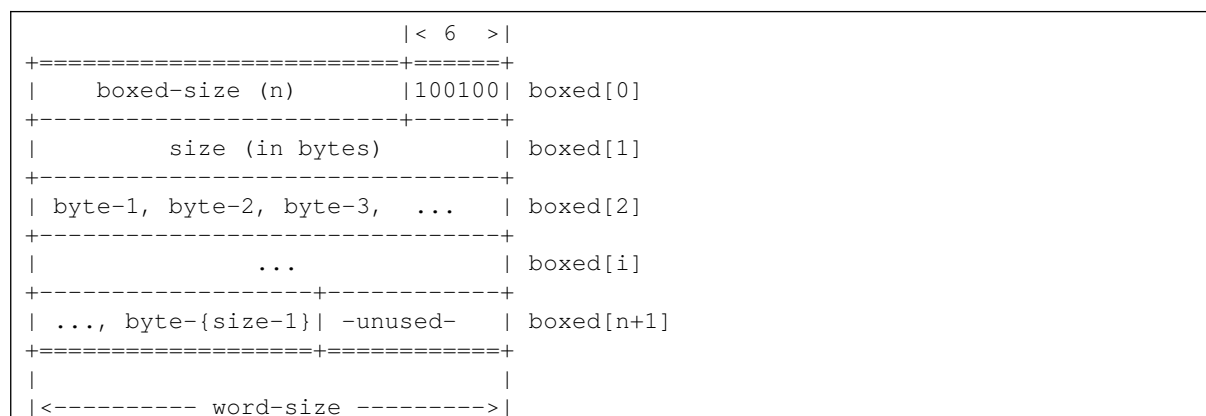 |< 6  >|
+=========================+======+
|    boxed-size (n)       |100100| boxed[0]
+-------------------------+------+
|         size (in bytes)        | boxed[1]
+--------------------------------+
| byte-1, byte-2, byte-3,  ...   | boxed[2]
+--------------------------------+
|               ...              | boxed[i]
+-------------------+------------+
| ..., byte-{size-1}| -unused-   | boxed[n+1]
+===================+============+
|                                |
|<---------- word-size --------->|